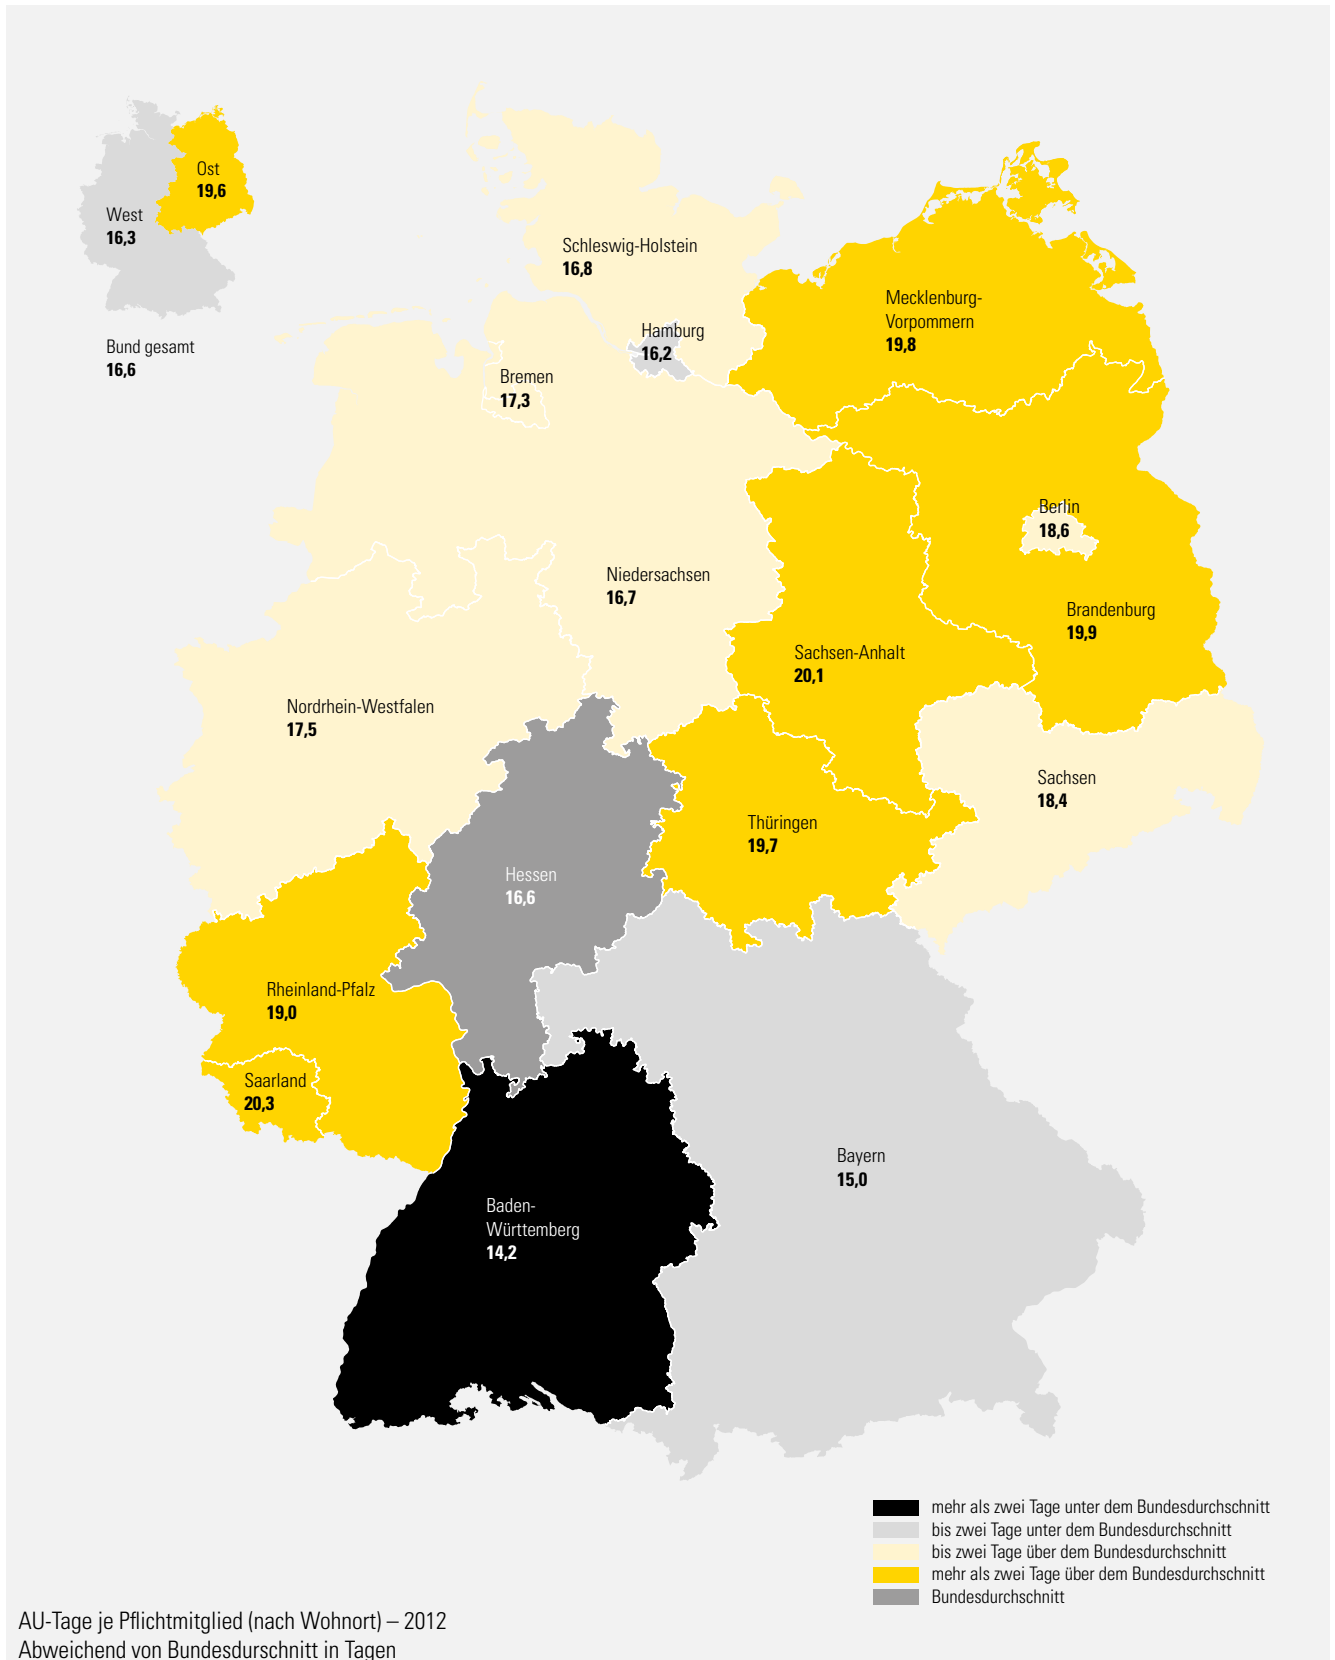 Ost
19,6
West
16,3
Bund gesamt
16,6
Schleswig-Holstein
16,8
Hamburg
16,2
Mecklenburg-
Vorpommern
19,8
Bremen
17,3
Berlin
18,6
Niedersachsen
16,7
Brandenburg
19,9
Sachsen-Anhalt
20,1
Nordrhein-Westfalen
17,5
Sachsen
18,4
Thüringen
19,7
Hessen
16,6
Rheinland-Pfalz
19,0
Saarland
20,3
Bayern
15,0
Baden-
Württemberg
14,2
mehr als zwei Tage unter dem Bundesdurchschnitt
bis zwei Tage unter dem Bundesdurchschnitt
bis zwei Tage über dem Bundesdurchschnitt
mehr als zwei Tage über dem Bundesdurchschnitt
Bundesdurchschnitt
AU-Tage je Pflichtmitglied (nach Wohnort) – 2012
Abweichend von Bundesdurschnitt in Tagen